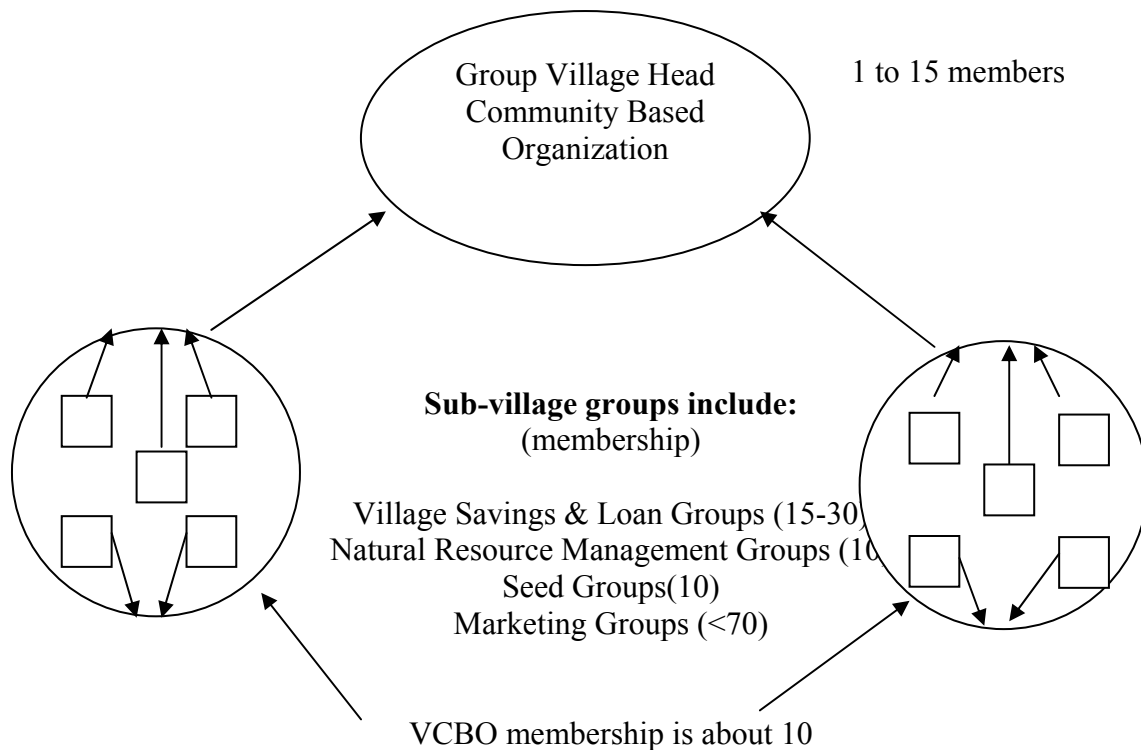 Group Village Head
Community Based
Organization
1 to 15 members
Sub-village groups include:
(membership)
Village Savings & Loan Groups (15-30)
Natural Resource Management Groups (10
Seed Groups(10)
Marketing Groups (<70)
VCBO membership is about 10